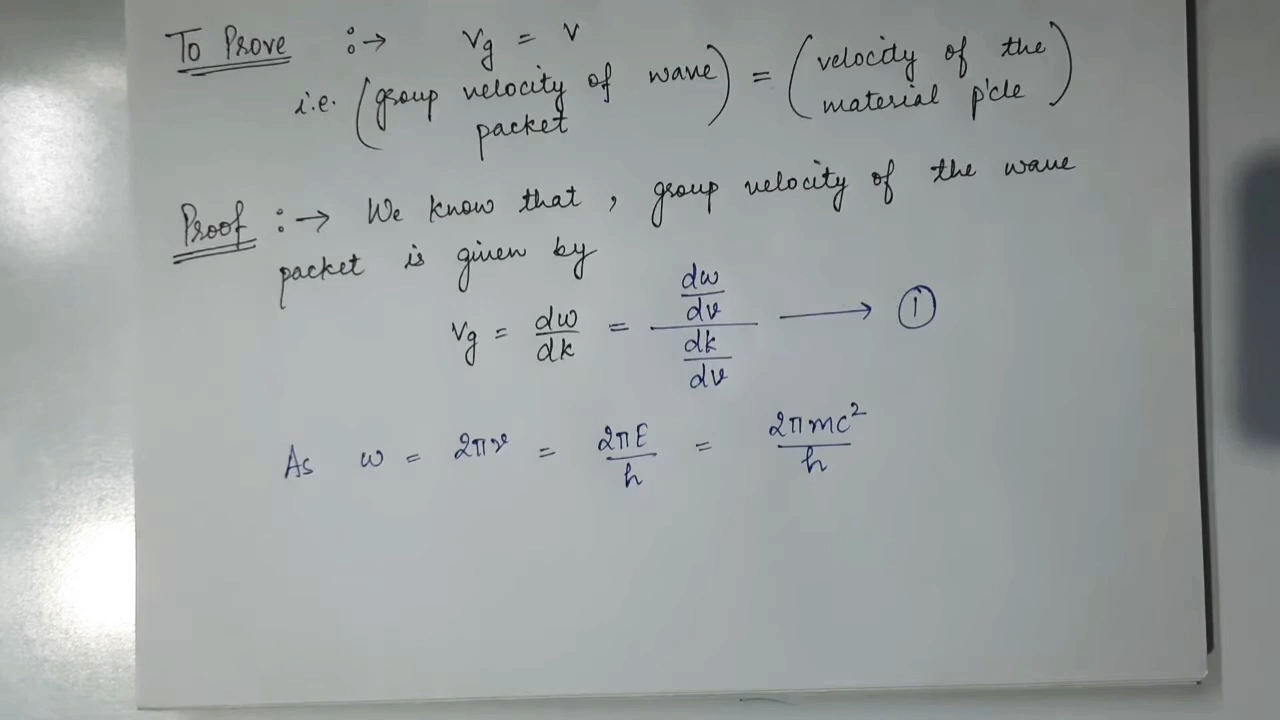 To Prove :→ Vg = V
i.e. (group velocity of wave packet) = (velocity of the material p'cle)
Proof :→ We know that, group velocity of the wave
packet is given by
Vg = dω/dk = (dω/dv)/(dk/dv) → ①
As ω = 2πν = 2πE/h = 2πmc²/h